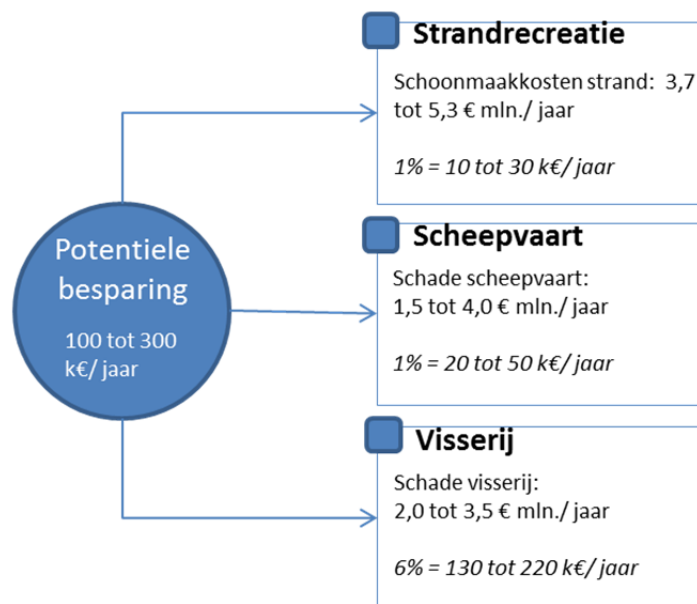 Strandrecreatie
Schoonmaakkosten strand: 3,7
tot 5,3 € mln./ jaar
1% = 10 tot 30 k€/ jaar
Potentiele
besparing
100 tot 300
k€/ jaar
Scheepvaart
Schade scheepvaart:
1,5 tot 4,0 € mln./ jaar
1% = 20 tot 50 k€/ jaar
Visserij
Schade visserij:
2,0 tot 3,5 € mln./ jaar
6% = 130 tot 220 k€/ jaar